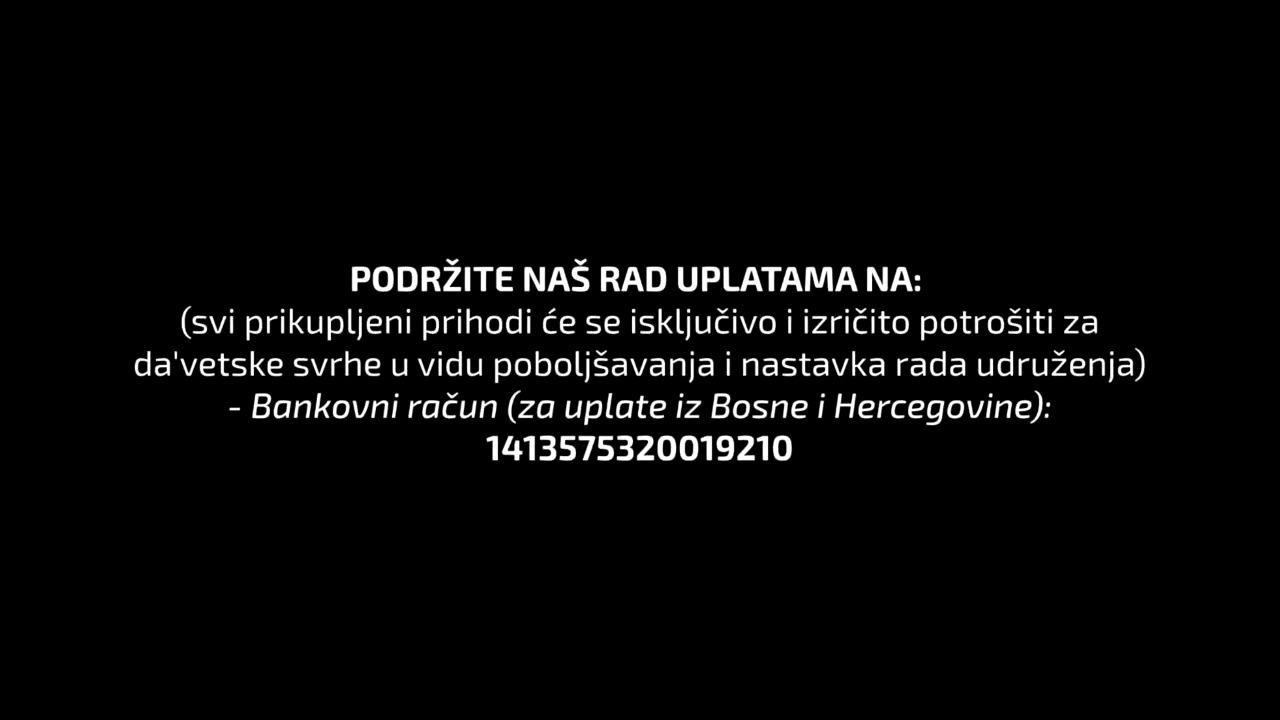 PODRŽITE NAŠ RAD UPLATAMA NA:
(svi prikupljeni prihodi će se isključivo i izričito potrošiti za
da'vetske svrhe u vidu poboljšavanja i nastavka rada udruženja)
- Bankovni račun (za uplate iz Bosne i Hercegovine):
1413575320019210